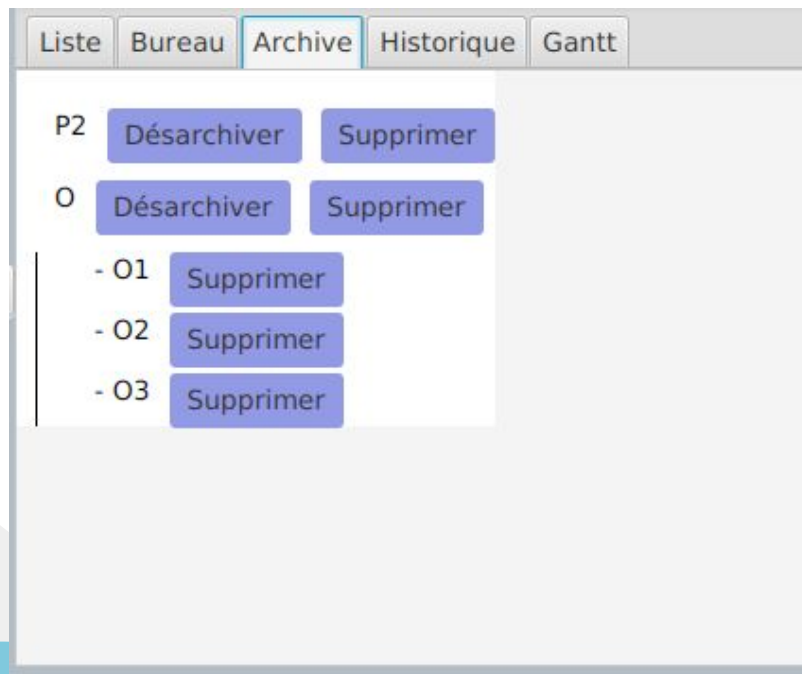 Liste Bureau Archive Historique Gantt
P2 Désarchiver Supprimer
O Désarchiver Supprimer
- O1 Supprimer
- O2 Supprimer
- O3 Supprimer